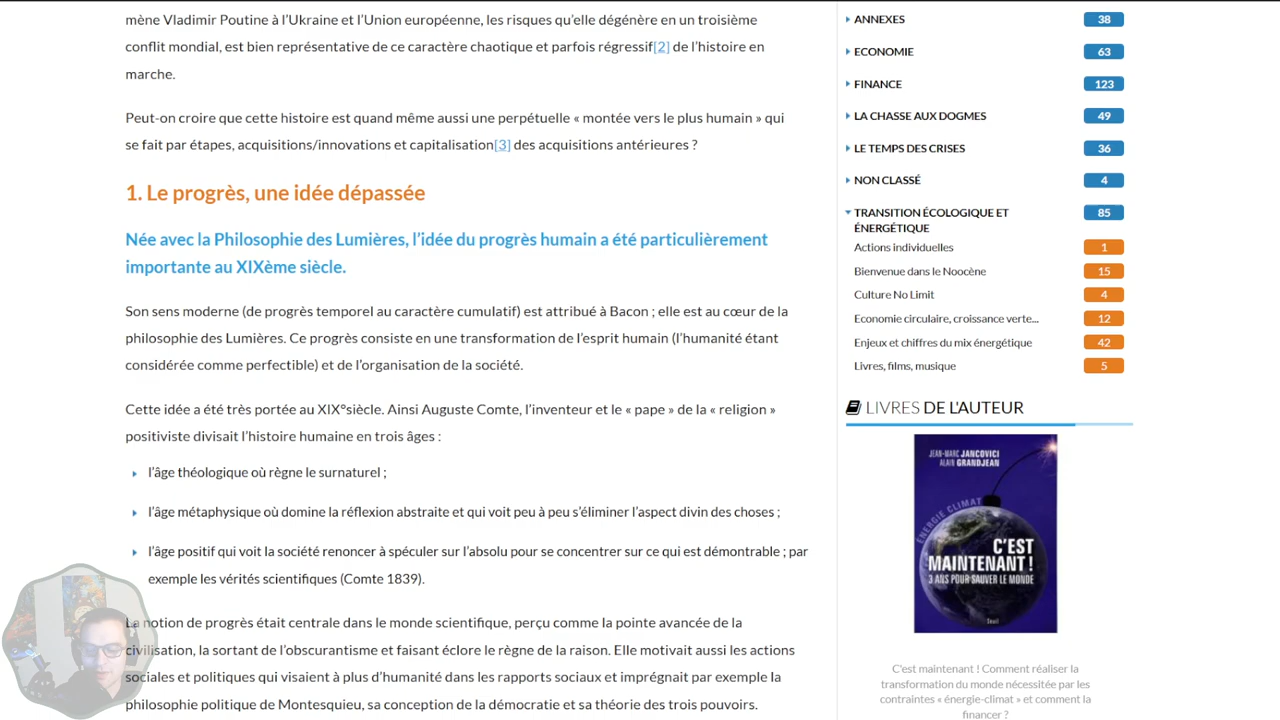 mène Vladimir Poutine à l'Ukraine et l'Union européenne, les risques qu'elle dégénère en un troisième
conflit mondial, est bien représentative de ce caractère chaotique et parfois régressif[2] de l'histoire en
marche.
Peut-on croire que cette histoire est quand même aussi une perpétuelle « montée vers le plus humain » qui
se fait par étapes, acquisitions/innovations et capitalisation[3] des acquisitions antérieures ?
1. Le progrès, une idée dépassée
Née avec la Philosophie des Lumières, l'idée du progrès humain a été particulièrement
importante au XIXème siècle.
Son sens moderne (de progrès temporel au caractère cumulatif) est attribué à Bacon ; elle est au cœur de la
philosophie des Lumières. Ce progrès consiste en une transformation de l'esprit humain (l'humanité étant
considérée comme perfectible) et de l'organisation de la société.
Cette idée a été très portée au XIX°siècle. Ainsi Auguste Comte, l'inventeur et le « pape » de la « religion »
positiviste divisait l'histoire humaine en trois âges :
l'âge théologique où règne le surnaturel ;
l'âge métaphysique où domine la réflexion abstraite et qui voit peu à peu s'éliminer l'aspect divin des choses ;
l'âge positif qui voit la société renoncer à spéculer sur l'absolu pour se concentrer sur ce qui est démontrable ; par
exemple les vérités scientifiques (Comte 1839).
La notion de progrès était centrale dans le monde scientifique, perçu comme la pointe avancée de la
civilisation, la sortant de l'obscurantisme et faisant éclore le règne de la raison. Elle motivait aussi les actions
sociales et politiques qui visaient à plus d'humanité dans les rapports sociaux et imprégnait par exemple la
philosophie politique de Montesquieu, sa conception de la démocratie et sa théorie des trois pouvoirs.
ANNEXES 38
ECONOMIE 63
FINANCE 123
LA CHASSE AUX DOGMES 49
LE TEMPS DES CRISES 36
NON CLASSÉ 4
TRANSITION ÉCOLOGIQUE ET 85
ÉNERGÉTIQUE
Actions individuelles 1
Bienvenue dans le Noocène 15
Culture No Limit 4
Economie circulaire, croissance verte... 12
Enjeux et chiffres du mix énergétique 42
Livres, films, musique 5
LIVRES DE L'AUTEUR
JEAN-MARC JANCOVICI
ALAIN GRANDJEAN
ÉNERGIE CLIMAT
C'EST
MAINTENANT !
3 ANS POUR SAUVER LE MONDE
Seuil
C'est maintenant ! Comment réaliser la
transformation du monde nécessitée par les
contraintes « énergie-climat » et comment la
financer ?